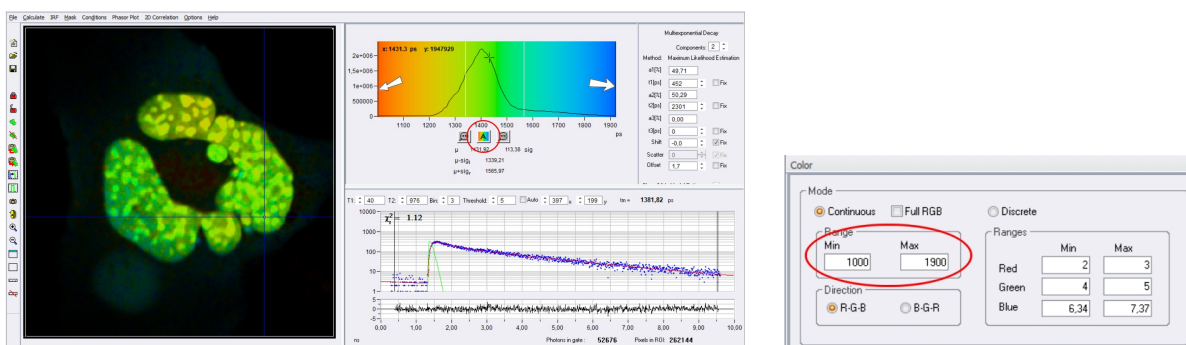 File Calculate IRF Mask Conditions Phasor Plot 2D Correlation Options Help
x: 1431.3 ps y: 1947929
2e+006
1,5e+006
1e+006
500000
0
1100 1200 1300 1400 1500 1600 1700 1800 1900
ps
A
µ 1431,92 113,38 sig
µ-sig₁ 1339,21
µ+sigᵣ 1565,97
Multiexponential Decay
Components: 2
Method: Maximum Likelihood Estimation
a1[%] 49,71
t1[ps] 452 Fix
a2[%] 50,29
t2[ps] 2301 Fix
a3[%] 0,00
t3[ps] 0 Fix
Shift -0,0 Fix
Scatter 0 Fix
Offset 1,7 Fix
T1: 40 T2: 976 Bin: 3 Threshold: 5 Auto 397 x 199 y tm = 1381,82 ps
χ²ᵣ= 1.12
10000
1000
100
10
1
5
0
-5
0,00 1,00 2,00 3,00 4,00 5,00 6,00 7,00 8,00 9,00 10,00
ns
Photons in gate : 52676 Pixels in ROI: 262144
Color
Mode
Continuous Full RGB Discrete
Range
Min Max
1000 1900
Direction
R-G-B B-G-R
Ranges
Min Max
Red 2 3
Green 4 5
Blue 6,34 7,37